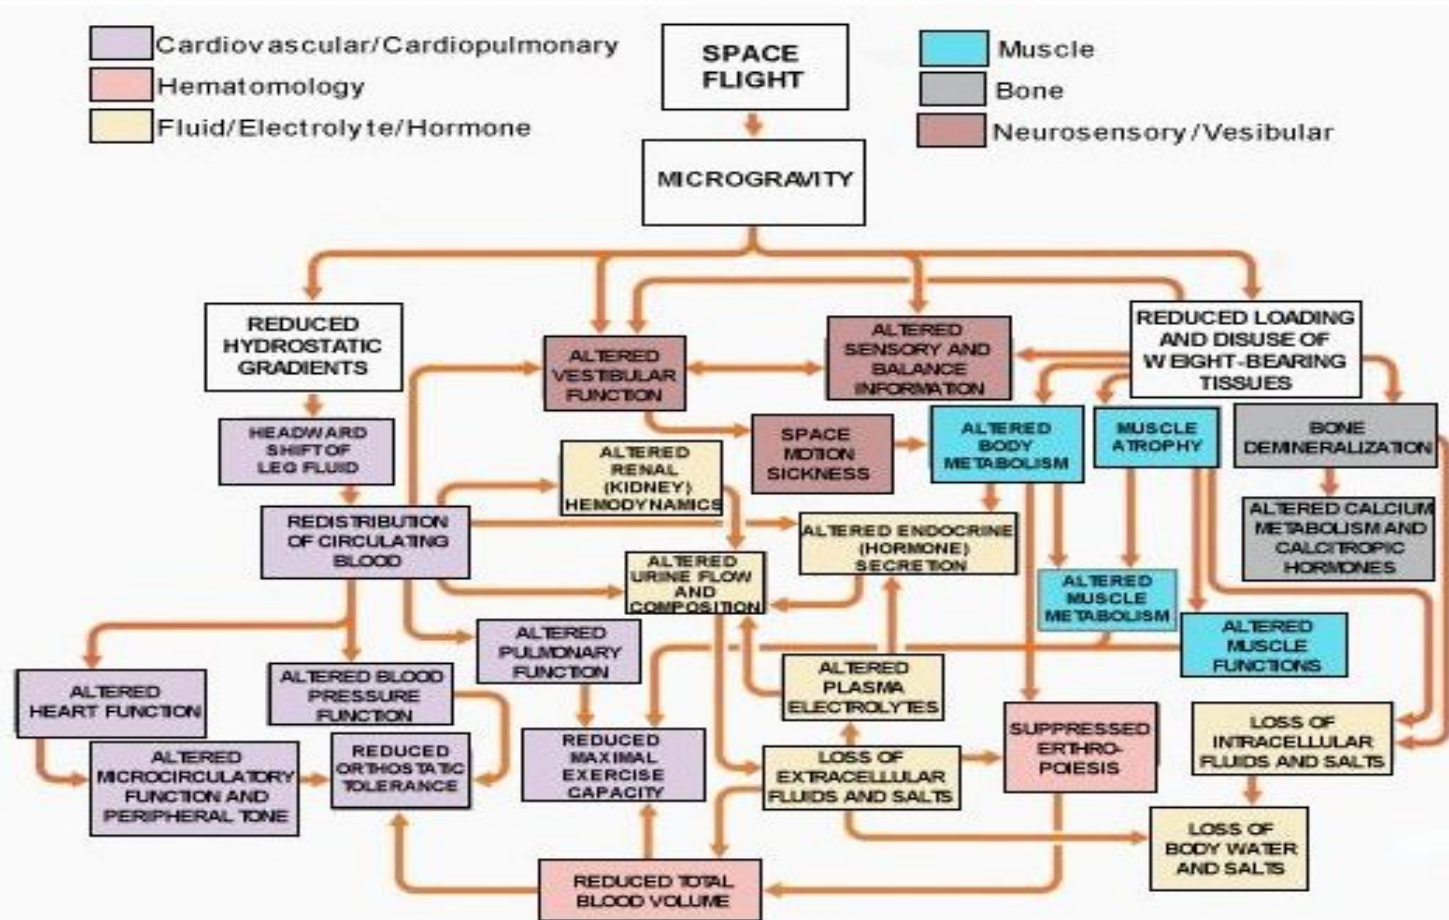 Cardiovascular/Cardiopulmonary
Hematomology
Fluid/Electrolyte/Hormone
SPACE
FLIGHT
Muscle
Bone
Neurosensory/Vesibular
MICROGRAVITY
REDUCED
HYDROSTATIC
GRADIENTS
ALTERED
VESTIBULAR
FUNCTION
ALTERED
SENSORY AND
BALANCE
INFORMATION
REDUCED LOADING
AND DISUSE OF
WEIGHT-BEARING
TISSUES
HEADWARD
SHIFT OF
LEG FLUID
ALTERED
RENAL
(KIDNEY)
HEMODYNAMICS
SPACE
MOTION
SICKNESS
ALTERED
BODY
METABOLISM
MUSCLE
ATROPHY
BONE
DEMINERALIZATION
REDISTRIBUTION
OF CIRCULATING
BLOOD
ALTERED ENDOCRINE
(HORMONE)
SECRETION
ALTERED CALCIUM
METABOLISM AND
CALCITROPIC
HORMONES
ALTERED
URINE FLOW
AND
COMPOSITION
ALTERED
MUSCLE
METABOLISM
ALTERED
PULMONARY
FUNCTION
ALTERED
MUSCLE
FUNCTIONS
ALTERED
HEART FUNCTION
ALTERED BLOOD
PRESSURE
FUNCTION
ALTERED
PLASMA
ELECTROLYTES
ALTERED
MICROCIRCULATORY
FUNCTION AND
PERIPHERAL TONE
REDUCED
ORTHOSTATIC
TOLERANCE
REDUCED
MAXIMAL
EXERCISE
CAPACITY
LOSS OF
EXTRACELLULAR
FLUIDS AND SALTS
SUPPRESSED
ERTHRO-
POIESIS
LOSS OF
INTRACELLULAR
FLUIDS AND SALTS
LOSS OF
BODY WATER
AND SALTS
REDUCED TOTAL
BLOOD VOLUME